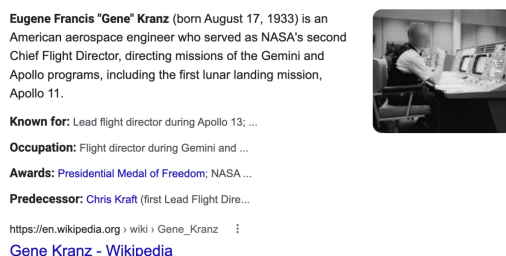 Eugene Francis "Gene" Kranz (born August 17, 1933) is an
American aerospace engineer who served as NASA's second
Chief Flight Director, directing missions of the Gemini and
Apollo programs, including the first lunar landing mission,
Apollo 11.
Known for: Lead flight director during Apollo 13; ...
Occupation: Flight director during Gemini and ...
Awards: Presidential Medal of Freedom; NASA ...
Predecessor: Chris Kraft (first Lead Flight Dire...
https://en.wikipedia.org › wiki › Gene_Kranz
Gene Kranz - Wikipedia